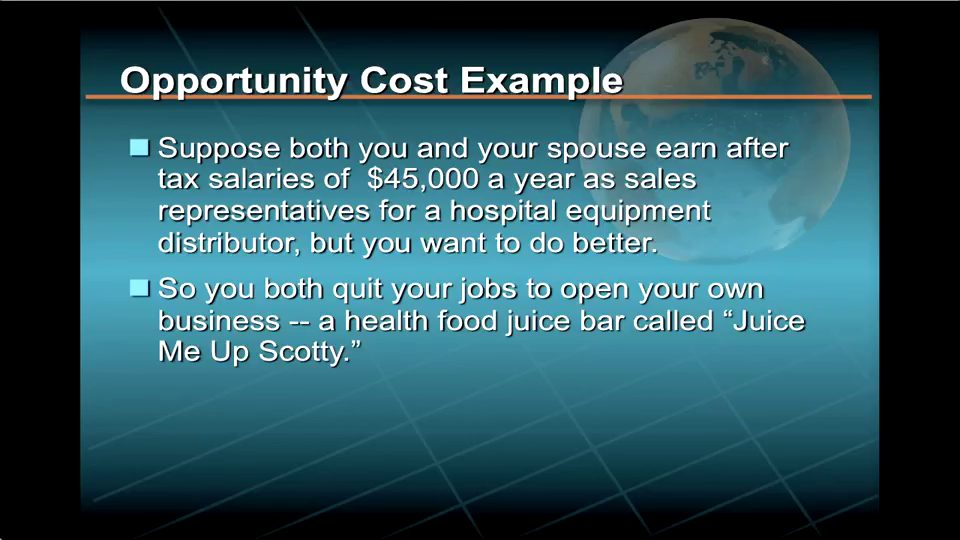 Opportunity Cost Example
Suppose both you and your spouse earn after
tax salaries of  $45,000 a year as sales
representatives for a hospital equipment
distributor, but you want to do better.
So you both quit your jobs to open your own
business -- a health food juice bar called “Juice
Me Up Scotty.”